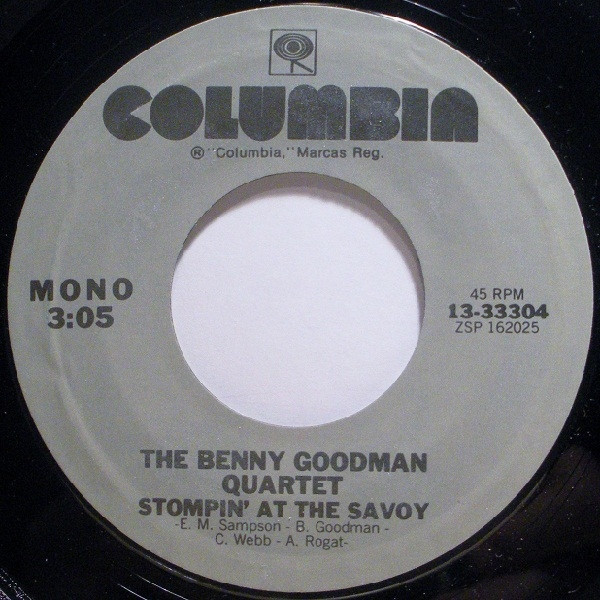 COLUMBIA
® "Columbia," Marcas Reg.
MONO
3:05
45 RPM
13-33304
ZSP 162025
THE BENNY GOODMAN
QUARTET
STOMPIN' AT THE SAVOY
-E. M. Sampson - B. Goodman -
C. Webb - A. Rogat-